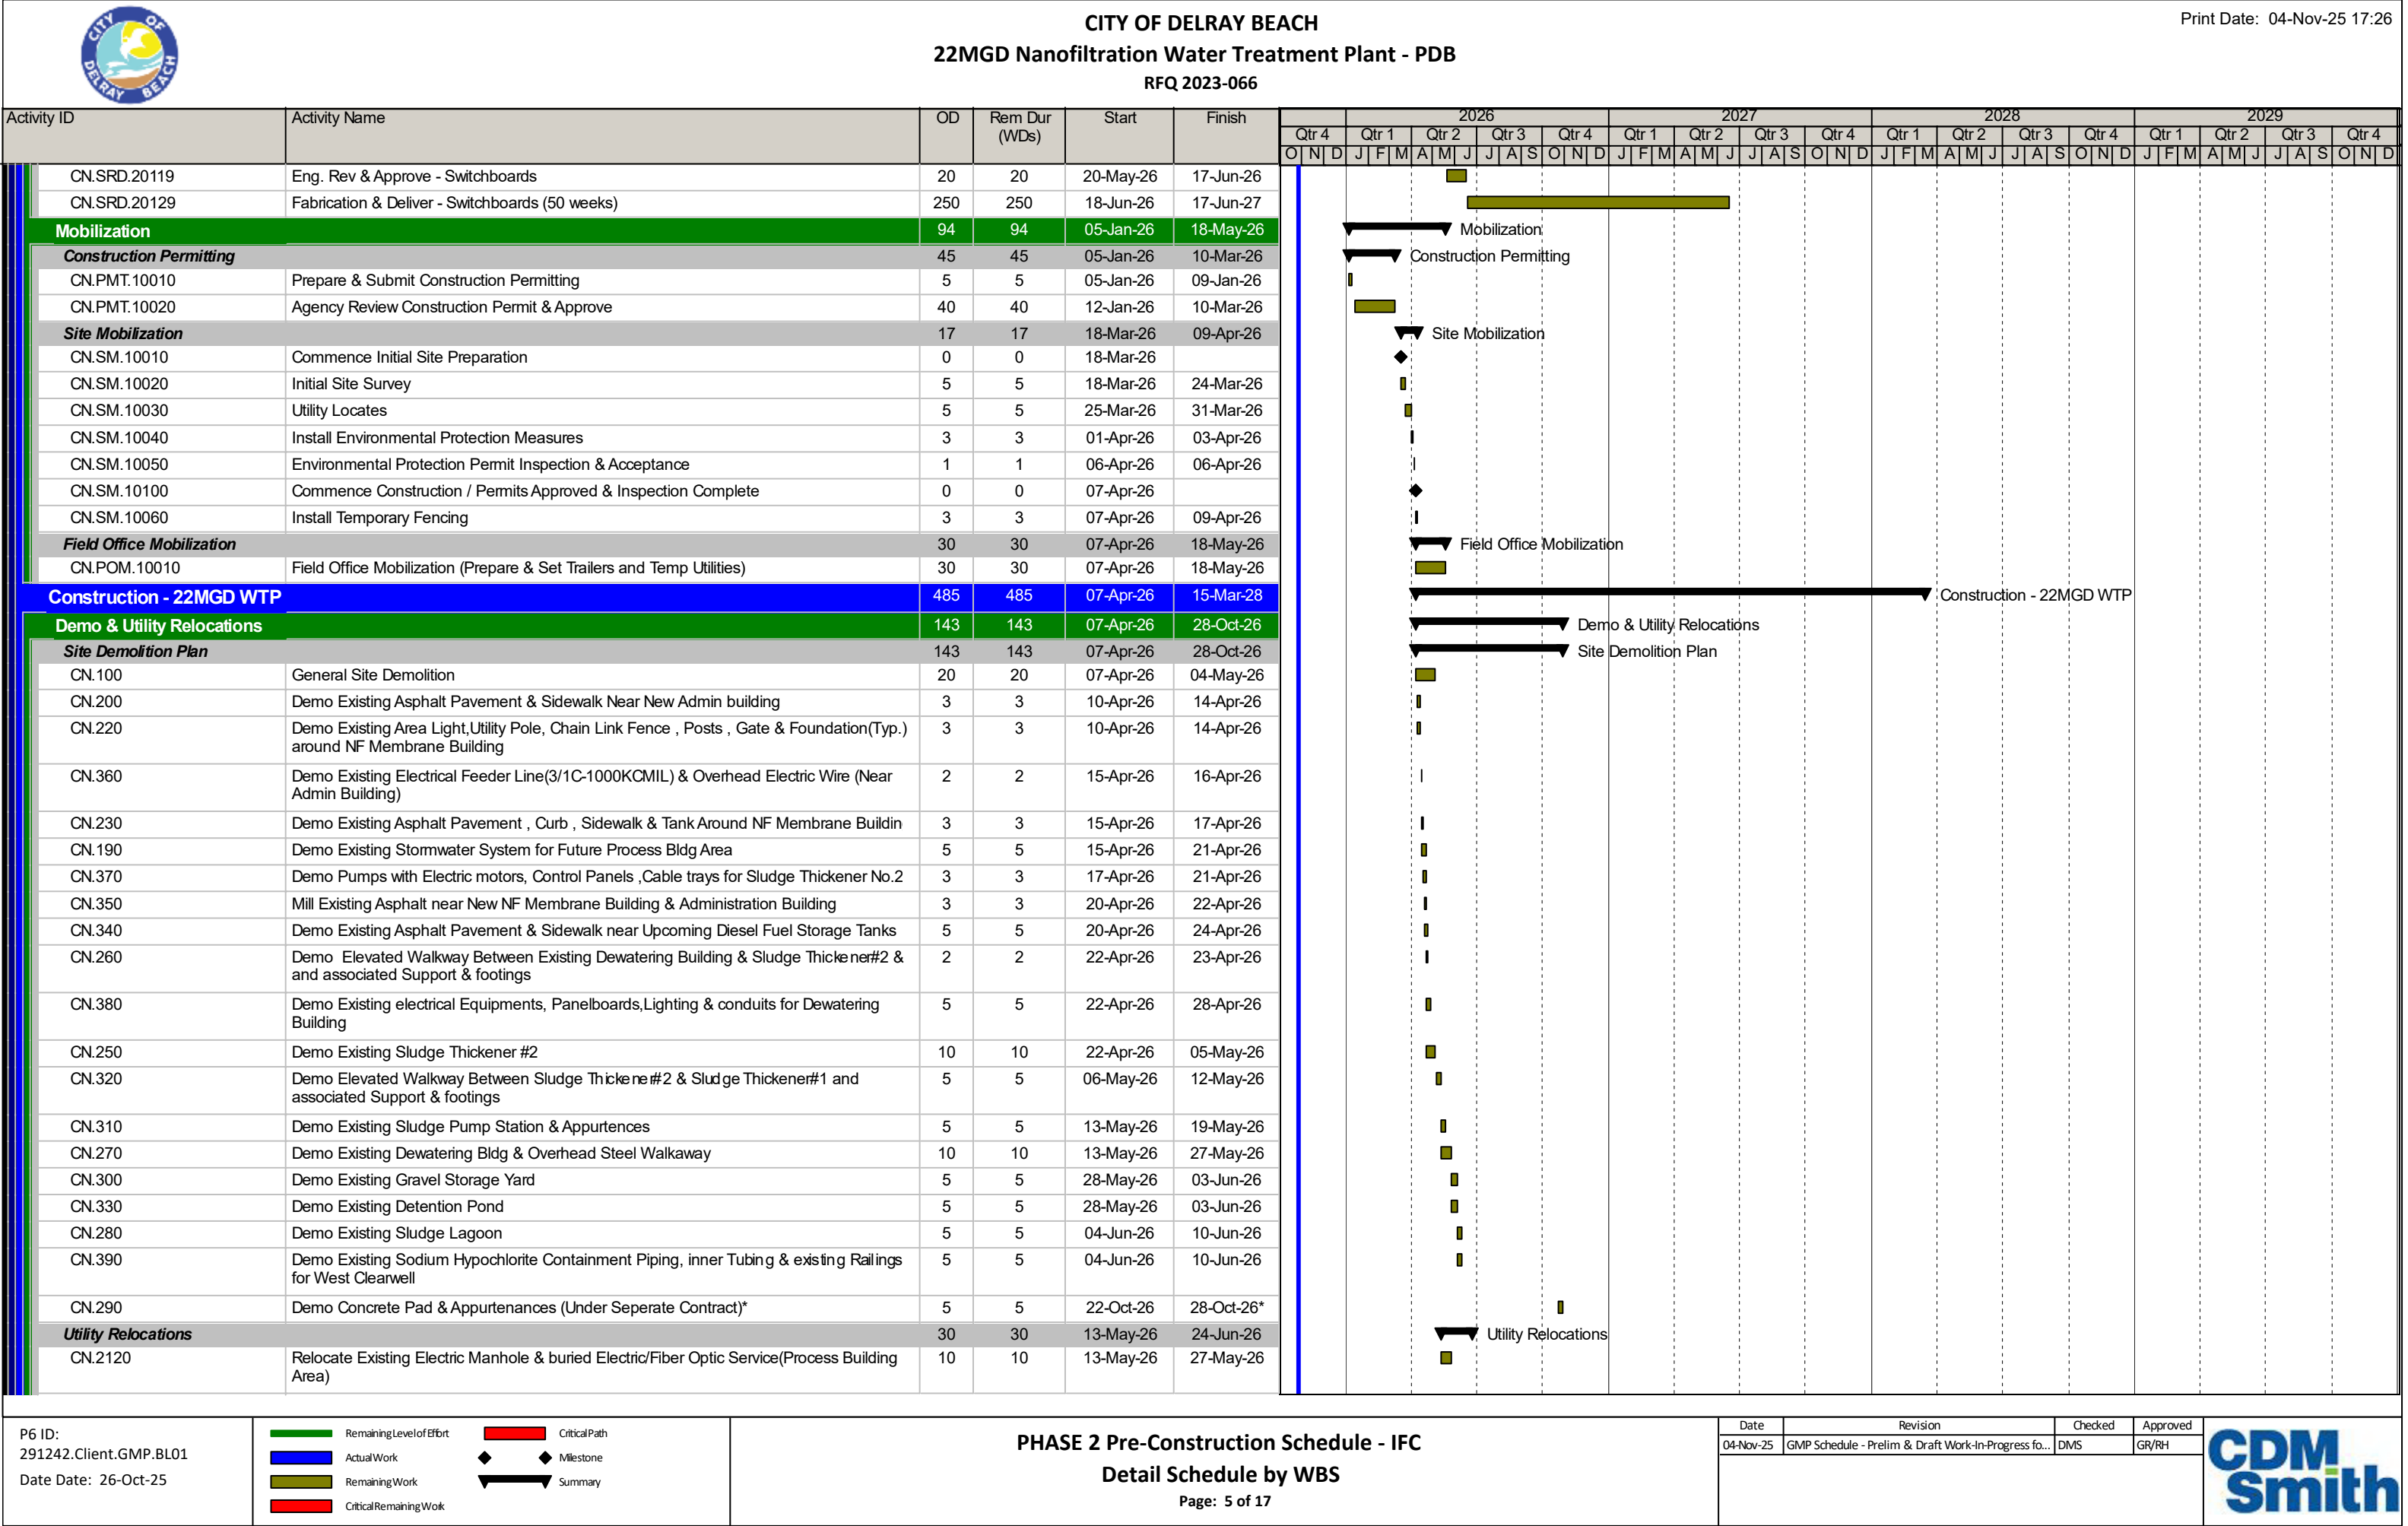 CITY OF DELRAY BEACH
CITY OF DELRAY BEACH
22MGD Nanofiltration Water Treatment Plant - PDB
RFQ 2023-066
Print Date: 04-Nov-25 17:26
Activity ID Activity Name OD Rem Dur (WDs) Start Finish
2026 2027 2028 2029
Qtr 4 Qtr 1 Qtr 2 Qtr 3 Qtr 4 Qtr 1 Qtr 2 Qtr 3 Qtr 4 Qtr 1 Qtr 2 Qtr 3 Qtr 4 Qtr 1 Qtr 2 Qtr 3 Qtr 4
O N D J F M A M J J A S O N D J F M A M J J A S O N D J F M A M J J A S O N D J F M A M J J A S O N D
CN.SRD.20119 Eng. Rev & Approve - Switchboards 20 20 20-May-26 17-Jun-26
CN.SRD.20129 Fabrication & Deliver - Switchboards (50 weeks) 250 250 18-Jun-26 17-Jun-27
Mobilization 94 94 05-Jan-26 18-May-26 Mobilization
Construction Permitting 45 45 05-Jan-26 10-Mar-26 Construction Permitting
CN.PMT.10010 Prepare & Submit Construction Permitting 5 5 05-Jan-26 09-Jan-26
CN.PMT.10020 Agency Review Construction Permit & Approve 40 40 12-Jan-26 10-Mar-26
Site Mobilization 17 17 18-Mar-26 09-Apr-26 Site Mobilization
CN.SM.10010 Commence Initial Site Preparation 0 0 18-Mar-26
CN.SM.10020 Initial Site Survey 5 5 18-Mar-26 24-Mar-26
CN.SM.10030 Utility Locates 5 5 25-Mar-26 31-Mar-26
CN.SM.10040 Install Environmental Protection Measures 3 3 01-Apr-26 03-Apr-26
CN.SM.10050 Environmental Protection Permit Inspection & Acceptance 1 1 06-Apr-26 06-Apr-26
CN.SM.10100 Commence Construction / Permits Approved & Inspection Complete 0 0 07-Apr-26
CN.SM.10060 Install Temporary Fencing 3 3 07-Apr-26 09-Apr-26
Field Office Mobilization 30 30 07-Apr-26 18-May-26 Field Office Mobilization
CN.POM.10010 Field Office Mobilization (Prepare & Set Trailers and Temp Utilities) 30 30 07-Apr-26 18-May-26
Construction - 22MGD WTP 485 485 07-Apr-26 15-Mar-28 Construction - 22MGD WTP
Demo & Utility Relocations 143 143 07-Apr-26 28-Oct-26 Demo & Utility Relocations
Site Demolition Plan 143 143 07-Apr-26 28-Oct-26 Site Demolition Plan
CN.100 General Site Demolition 20 20 07-Apr-26 04-May-26
CN.200 Demo Existing Asphalt Pavement & Sidewalk Near New Admin building 3 3 10-Apr-26 14-Apr-26
CN.220 Demo Existing Area Light,Utility Pole, Chain Link Fence , Posts , Gate & Foundation(Typ.) 3 3 10-Apr-26 14-Apr-26
around NF Membrane Building
CN.360 Demo Existing Electrical Feeder Line(3/1C-1000KCMIL) & Overhead Electric Wire (Near 2 2 15-Apr-26 16-Apr-26
Admin Building)
CN.230 Demo Existing Asphalt Pavement , Curb , Sidewalk & Tank Around NF Membrane Buildin 3 3 15-Apr-26 17-Apr-26
CN.190 Demo Existing Stormwater System for Future Process Bldg Area 5 5 15-Apr-26 21-Apr-26
CN.370 Demo Pumps with Electric motors, Control Panels ,Cable trays for Sludge Thickener No.2 3 3 17-Apr-26 21-Apr-26
CN.350 Mill Existing Asphalt near New NF Membrane Building & Administration Building 3 3 20-Apr-26 22-Apr-26
CN.340 Demo Existing Asphalt Pavement & Sidewalk near Upcoming Diesel Fuel Storage Tanks 5 5 20-Apr-26 24-Apr-26
CN.260 Demo Elevated Walkway Between Existing Dewatering Building & Sludge Thickener#2 & 2 2 22-Apr-26 23-Apr-26
and associated Support & footings
CN.380 Demo Existing electrical Equipments, Panelboards,Lighting & conduits for Dewatering 5 5 22-Apr-26 28-Apr-26
Building
CN.250 Demo Existing Sludge Thickener #2 10 10 22-Apr-26 05-May-26
CN.320 Demo Elevated Walkway Between Sludge Thickener#2 & Sludge Thickener#1 and 5 5 06-May-26 12-May-26
associated Support & footings
CN.310 Demo Existing Sludge Pump Station & Appurtences 5 5 13-May-26 19-May-26
CN.270 Demo Existing Dewatering Bldg & Overhead Steel Walkaway 10 10 13-May-26 27-May-26
CN.300 Demo Existing Gravel Storage Yard 5 5 28-May-26 03-Jun-26
CN.330 Demo Existing Detention Pond 5 5 28-May-26 03-Jun-26
CN.280 Demo Existing Sludge Lagoon 5 5 04-Jun-26 10-Jun-26
CN.390 Demo Existing Sodium Hypochlorite Containment Piping, inner Tubing & existing Railings 5 5 04-Jun-26 10-Jun-26
for West Clearwell
CN.290 Demo Concrete Pad & Appurtenances (Under Seperate Contract)* 5 5 22-Oct-26 28-Oct-26*
Utility Relocations 30 30 13-May-26 24-Jun-26 Utility Relocations
CN.2120 Relocate Existing Electric Manhole & buried Electric/Fiber Optic Service(Process Building 10 10 13-May-26 27-May-26
Area)
P6 ID:
291242.Client.GMP.BL01
Date Date: 26-Oct-25
Remaining Level of Effort Critical Path
Actual Work Milestone
Remaining Work Summary
Critical Remaining Work
PHASE 2 Pre-Construction Schedule - IFC
Detail Schedule by WBS
Page: 5 of 17
Date Revision Checked Approved
04-Nov-25 GMP Schedule - Prelim & Draft Work-In-Progress fo... DMS GR/RH
CDM
Smith